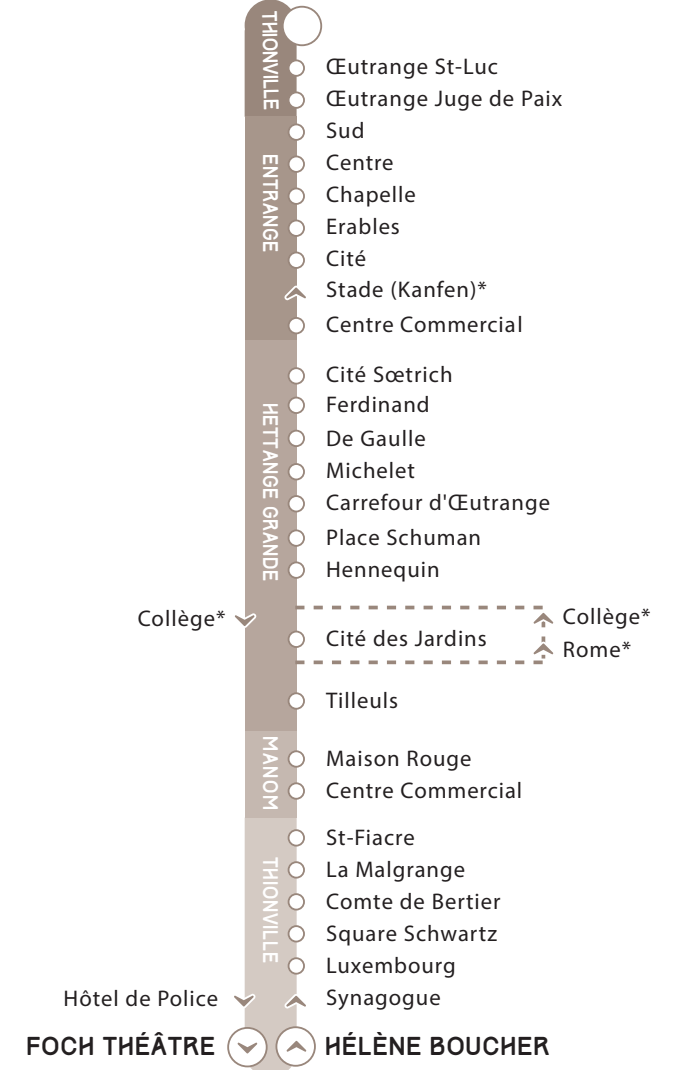 THIONVILLE
Œutrange St-Luc
Œutrange Juge de Paix
ENTRANGE
Sud
Centre
Chapelle
Erables
Cité
Stade (Kanfen)*
Centre Commercial
HETTANGE GRANDE
Cité Sœtrich
Ferdinand
De Gaulle
Michelet
Carrefour d'Œutrange
Place Schuman
Hennequin
Collège*
Collège*
Cité des Jardins
Rome*
Tilleuls
MANOM
Maison Rouge
Centre Commercial
THIONVILLE
St-Fiacre
La Malgrange
Comte de Bertier
Square Schwartz
Luxembourg
Hôtel de Police
Synagogue
FOCH THÉÂTRE
HÉLÈNE BOUCHER